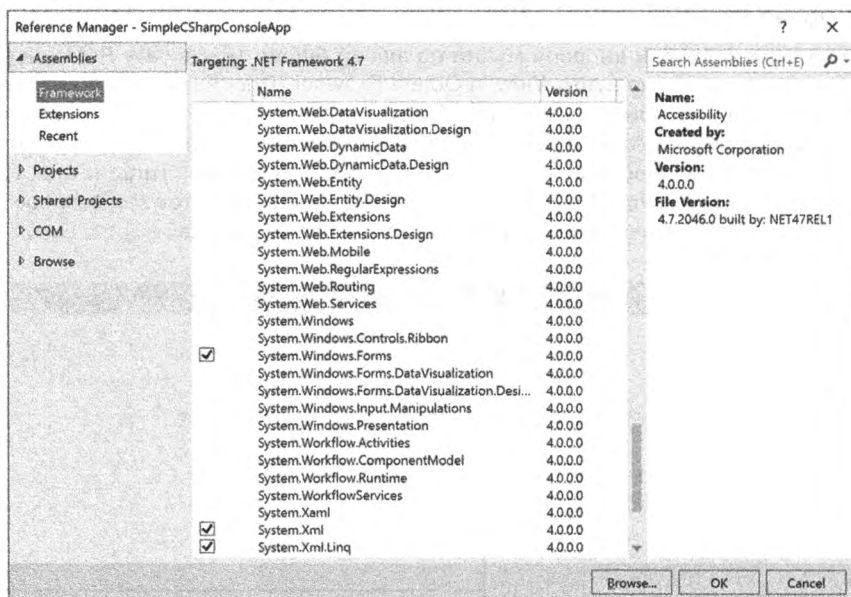 Reference Manager - SimpleCSharpConsoleApp ? ×
Assemblies
Framework
Extensions
Recent
Projects
Shared Projects
COM
Browse
Targeting: .NET Framework 4.7
Name Version
System.Web.DataVisualization 4.0.0.0
System.Web.DataVisualization.Design 4.0.0.0
System.Web.DynamicData 4.0.0.0
System.Web.DynamicData.Design 4.0.0.0
System.Web.Entity 4.0.0.0
System.Web.Entity.Design 4.0.0.0
System.Web.Extensions 4.0.0.0
System.Web.Extensions.Design 4.0.0.0
System.Web.Mobile 4.0.0.0
System.Web.RegularExpressions 4.0.0.0
System.Web.Routing 4.0.0.0
System.Web.Services 4.0.0.0
System.Windows 4.0.0.0
System.Windows.Controls.Ribbon 4.0.0.0
System.Windows.Forms 4.0.0.0
System.Windows.Forms.DataVisualization 4.0.0.0
System.Windows.Forms.DataVisualization.Desi... 4.0.0.0
System.Windows.Input.Manipulations 4.0.0.0
System.Windows.Presentation 4.0.0.0
System.Workflow.Activities 4.0.0.0
System.Workflow.ComponentModel 4.0.0.0
System.Workflow.Runtime 4.0.0.0
System.WorkflowServices 4.0.0.0
System.Xaml 4.0.0.0
System.Xml 4.0.0.0
System.Xml.Linq 4.0.0.0
Search Assemblies (Ctrl+E)
Name:
Accessibility
Created by:
Microsoft Corporation
Version:
4.0.0.0
File Version:
4.7.2046.0 built by: NET47REL1
Browse... OK Cancel